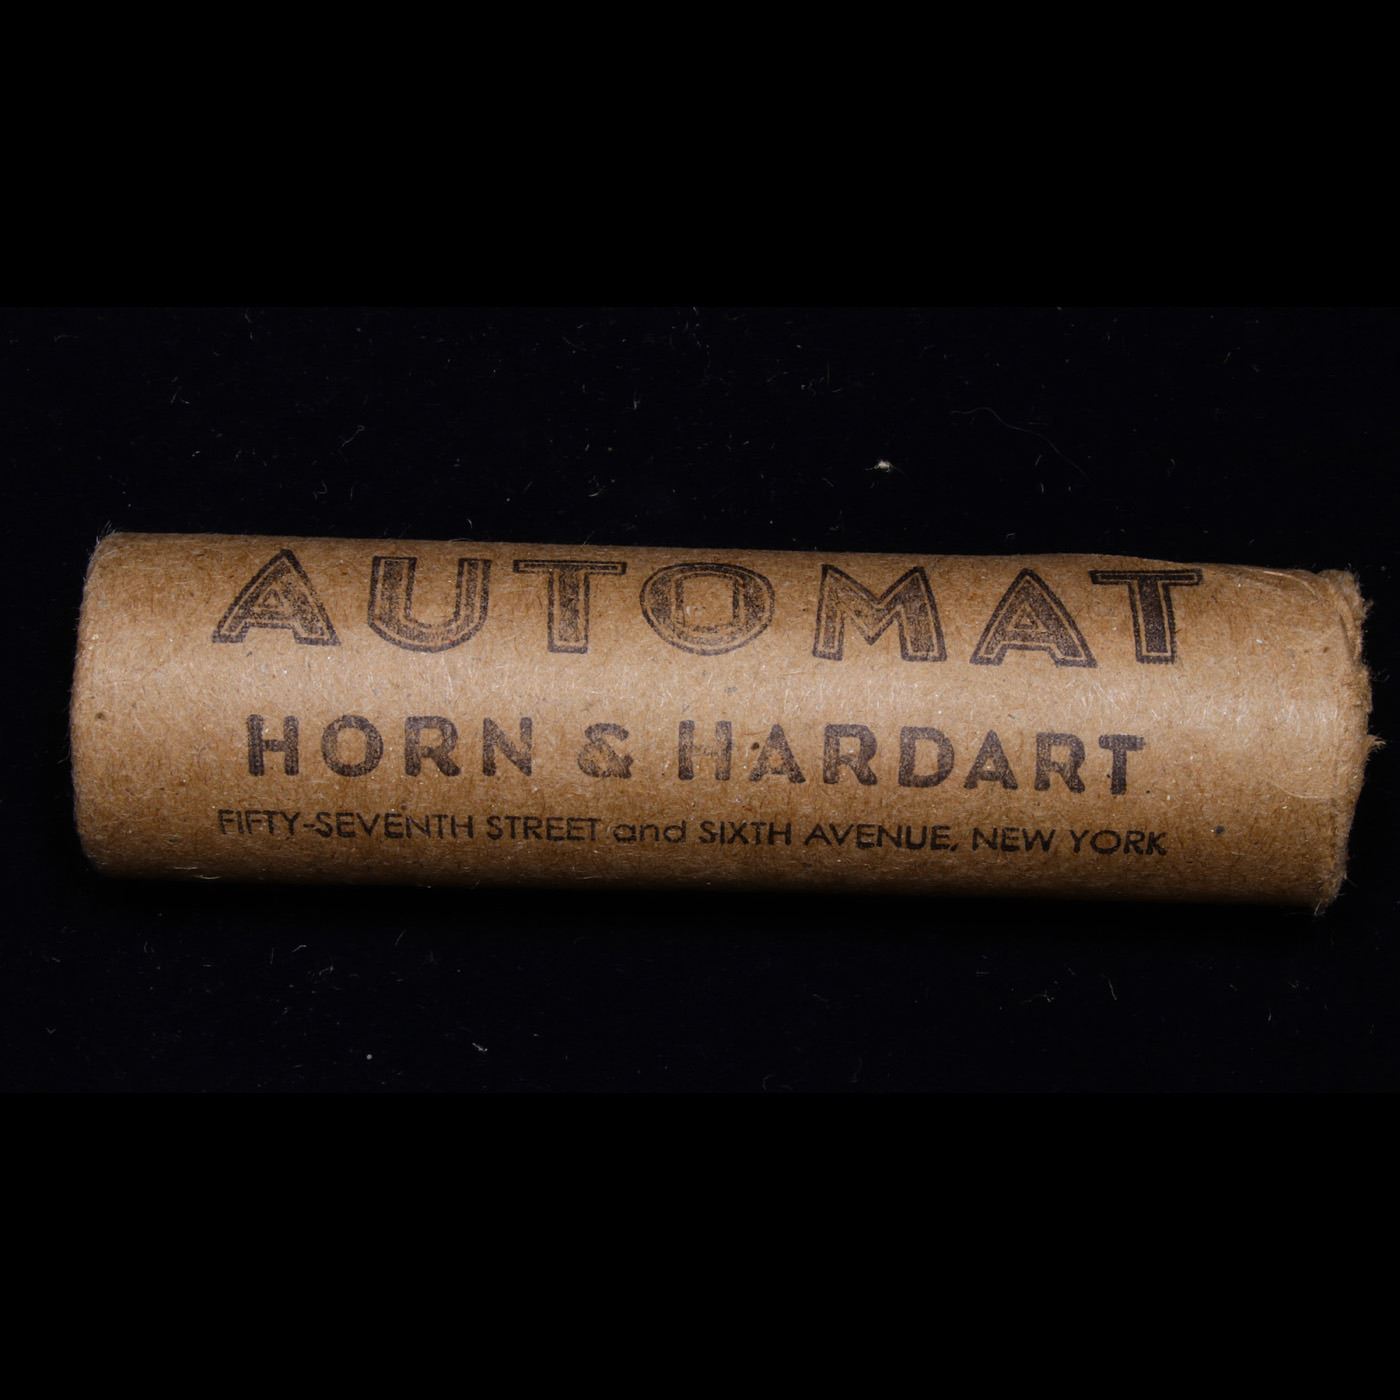 AUTOMAT
HORN & HARDART
FIFTY-SEVENTH STREET and SIXTH AVENUE, NEW YORK